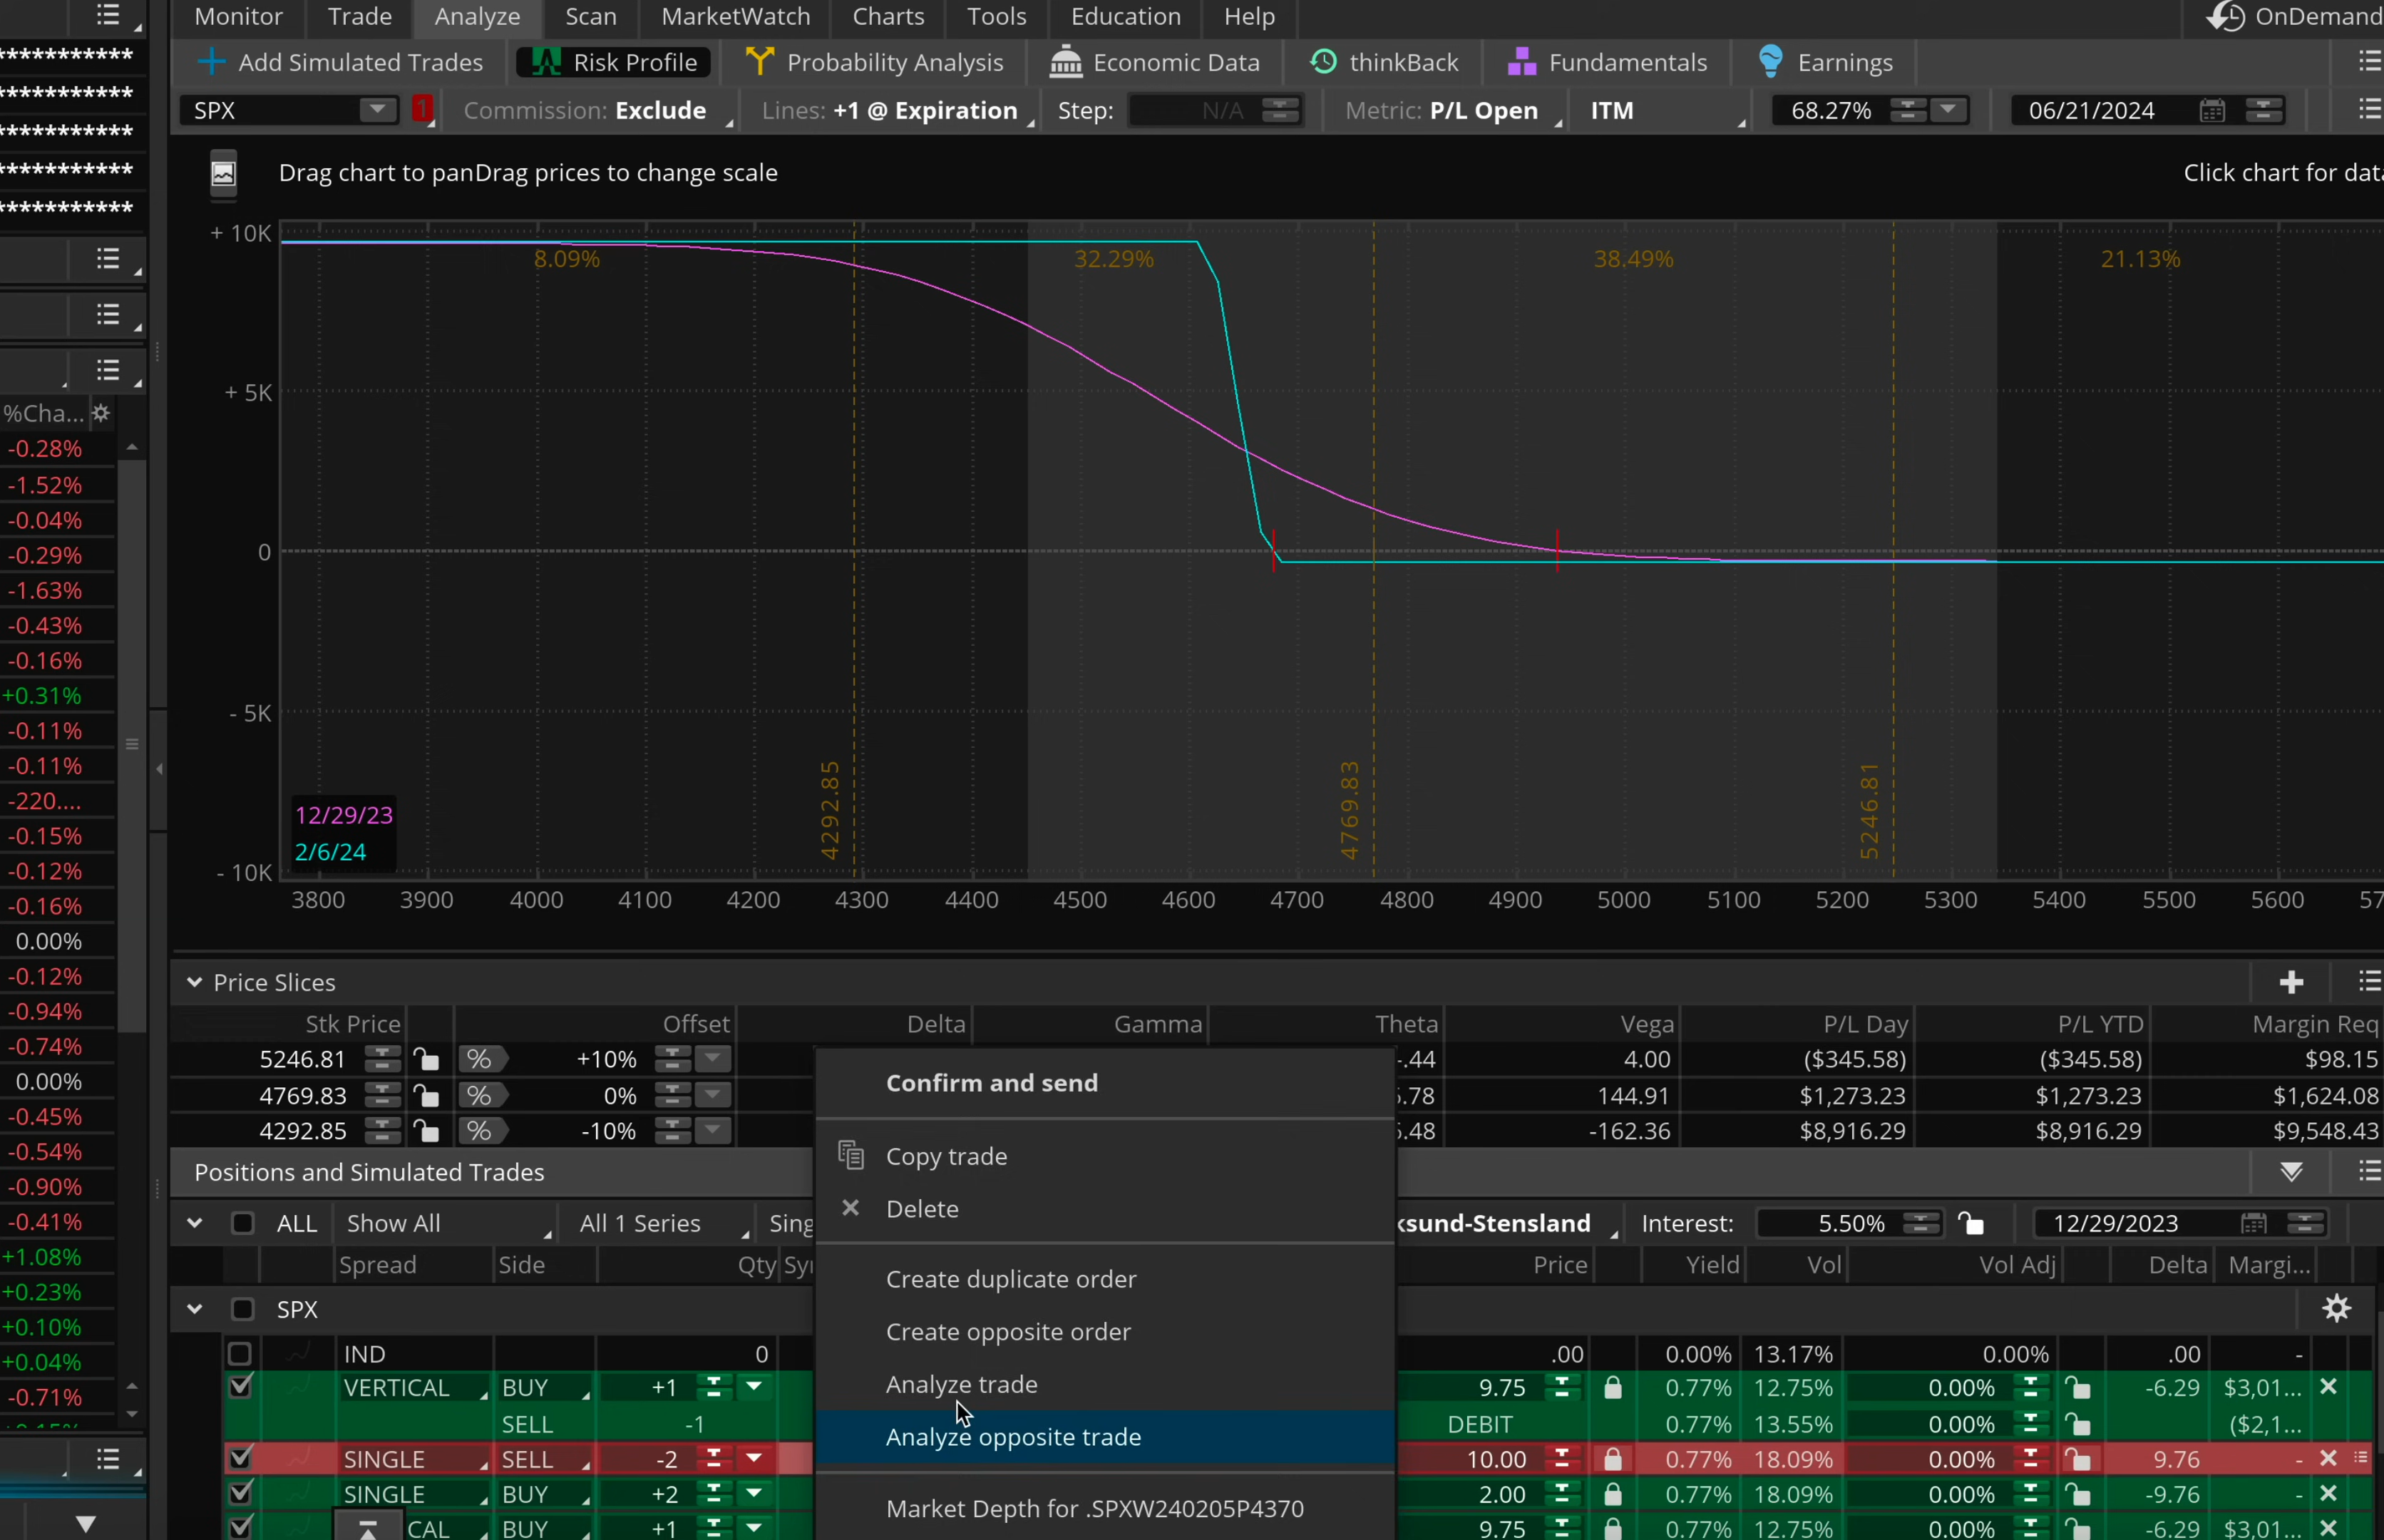 Monitor Trade Analyze Scan MarketWatch Charts Tools Education Help OnDemand
***********
Add Simulated Trades Risk Profile Probability Analysis Economic Data thinkBack Fundamentals Earnings
***********
SPX 1 Commission: Exclude Lines: +1 @ Expiration Step: N/A Metric: P/L Open ITM 68.27% 06/21/2024
***********
***********
Drag chart to panDrag prices to change scale Click chart for data
***********
+ 10K
8.09% 32.29% 38.49% 21.13%
+ 5K
0
- 5K
- 10K
4292.85 4769.83 5246.81
12/29/23
2/6/24
3800 3900 4000 4100 4200 4300 4400 4500 4600 4700 4800 4900 5000 5100 5200 5300 5400 5500 5600 57
%Cha...
-0.28%
-1.52%
-0.04%
-0.29%
-1.63%
-0.43%
-0.16%
+0.31%
-0.11%
-0.11%
-220....
-0.15%
-0.12%
-0.16%
0.00%
-0.12%
-0.94%
-0.74%
0.00%
-0.45%
-0.54%
-0.90%
-0.41%
+1.08%
+0.23%
+0.10%
+0.04%
-0.71%
Price Slices
Stk Price Offset Delta Gamma Theta Vega P/L Day P/L YTD Margin Req
5246.81 % +10% .44 4.00 ($345.58) ($345.58) $98.15
4769.83 % 0% .78 144.91 $1,273.23 $1,273.23 $1,624.08
4292.85 % -10% .48 -162.36 $8,916.29 $8,916.29 $9,548.43
Positions and Simulated Trades
ALL Show All All 1 Series Sing ksund-Stensland Interest: 5.50% 12/29/2023
Spread Side Qty Syr Price Yield Vol Vol Adj Delta Margi...
SPX
IND 0 .00 0.00% 13.17% 0.00% .00 -
VERTICAL BUY +1 9.75 0.77% 12.75% 0.00% -6.29 $3,01...
SELL -1 DEBIT 0.77% 13.55% 0.00% ($2,1...
SINGLE SELL -2 10.00 0.77% 18.09% 0.00% 9.76 -
SINGLE BUY +2 2.00 0.77% 18.09% 0.00% -9.76 -
CAL BUY +1 9.75 0.77% 12.75% 0.00% -6.29 $3,01...
Confirm and send
Copy trade
Delete
Create duplicate order
Create opposite order
Analyze trade
Analyze opposite trade
Market Depth for .SPXW240205P4370